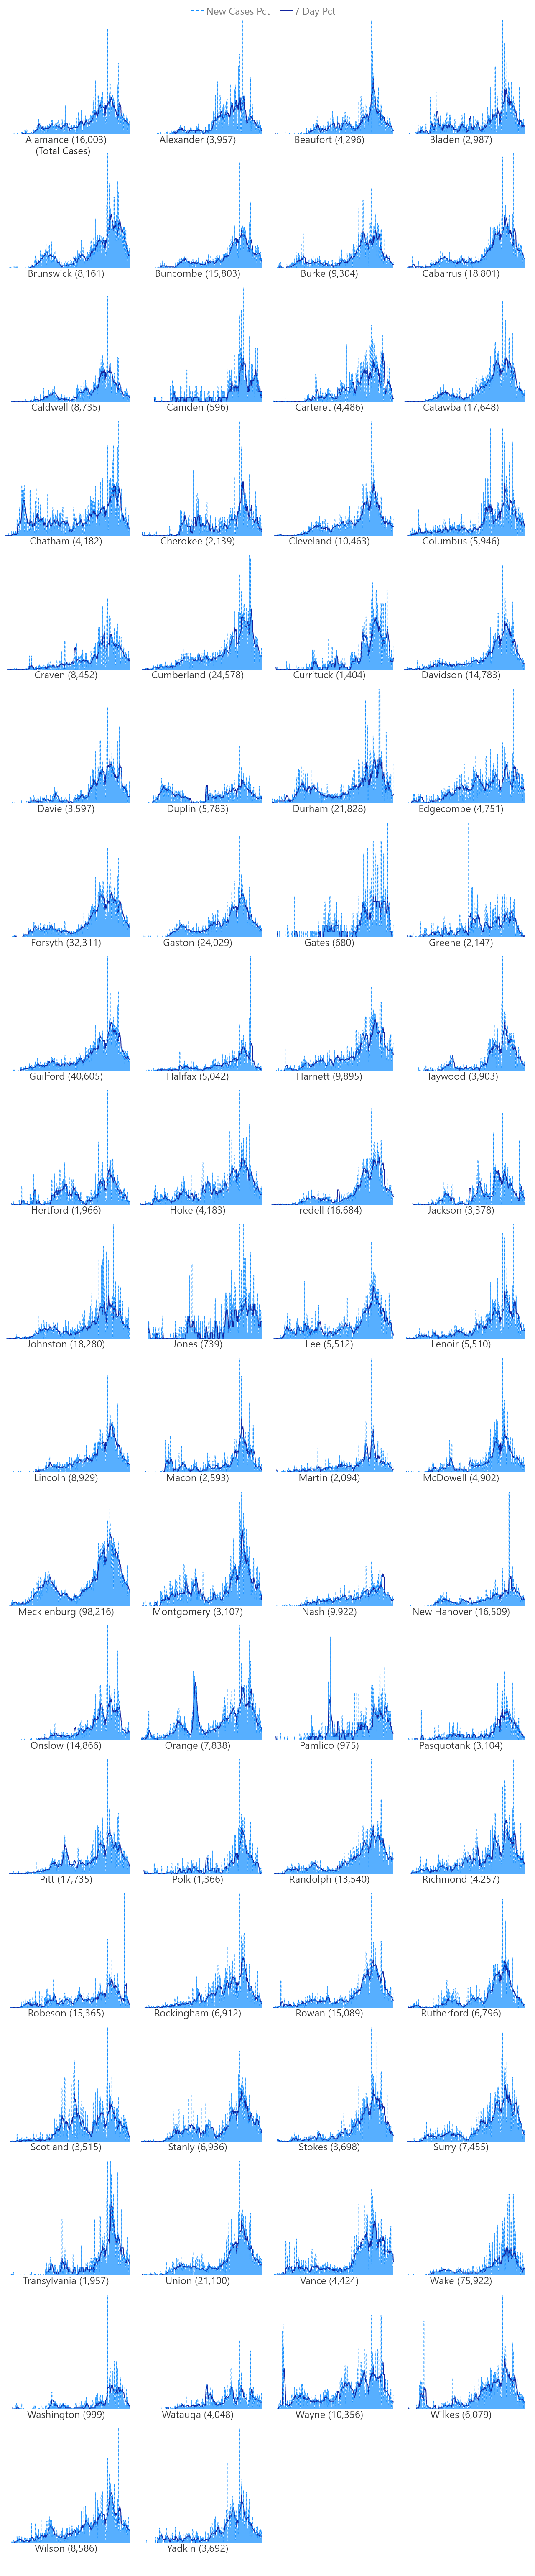 New Cases Pct 7 Day Pct
Alamance (16,003) Alexander (3,957) Beaufort (4,296) Bladen (2,987)
(Total Cases)
Brunswick (8,161) Buncombe (15,803) Burke (9,304) Cabarrus (18,801)
Caldwell (8,735) Camden (596) Carteret (4,486) Catawba (17,648)
Chatham (4,182) Cherokee (2,139) Cleveland (10,463) Columbus (5,946)
Craven (8,452) Cumberland (24,578) Currituck (1,404) Davidson (14,783)
Davie (3,597) Duplin (5,783) Durham (21,828) Edgecombe (4,751)
Forsyth (32,311) Gaston (24,029) Gates (680) Greene (2,147)
Guilford (40,605) Halifax (5,042) Harnett (9,895) Haywood (3,903)
Hertford (1,966) Hoke (4,183) Iredell (16,684) Jackson (3,378)
Johnston (18,280) Jones (739) Lee (5,512) Lenoir (5,510)
Lincoln (8,929) Macon (2,593) Martin (2,094) McDowell (4,902)
Mecklenburg (98,216) Montgomery (3,107) Nash (9,922) New Hanover (16,509)
Onslow (14,866) Orange (7,838) Pamlico (975) Pasquotank (3,104)
Pitt (17,735) Polk (1,366) Randolph (13,540) Richmond (4,257)
Robeson (15,365) Rockingham (6,912) Rowan (15,089) Rutherford (6,796)
Scotland (3,515) Stanly (6,936) Stokes (3,698) Surry (7,455)
Transylvania (1,957) Union (21,100) Vance (4,424) Wake (75,922)
Washington (999) Watauga (4,048) Wayne (10,356) Wilkes (6,079)
Wilson (8,586) Yadkin (3,692)